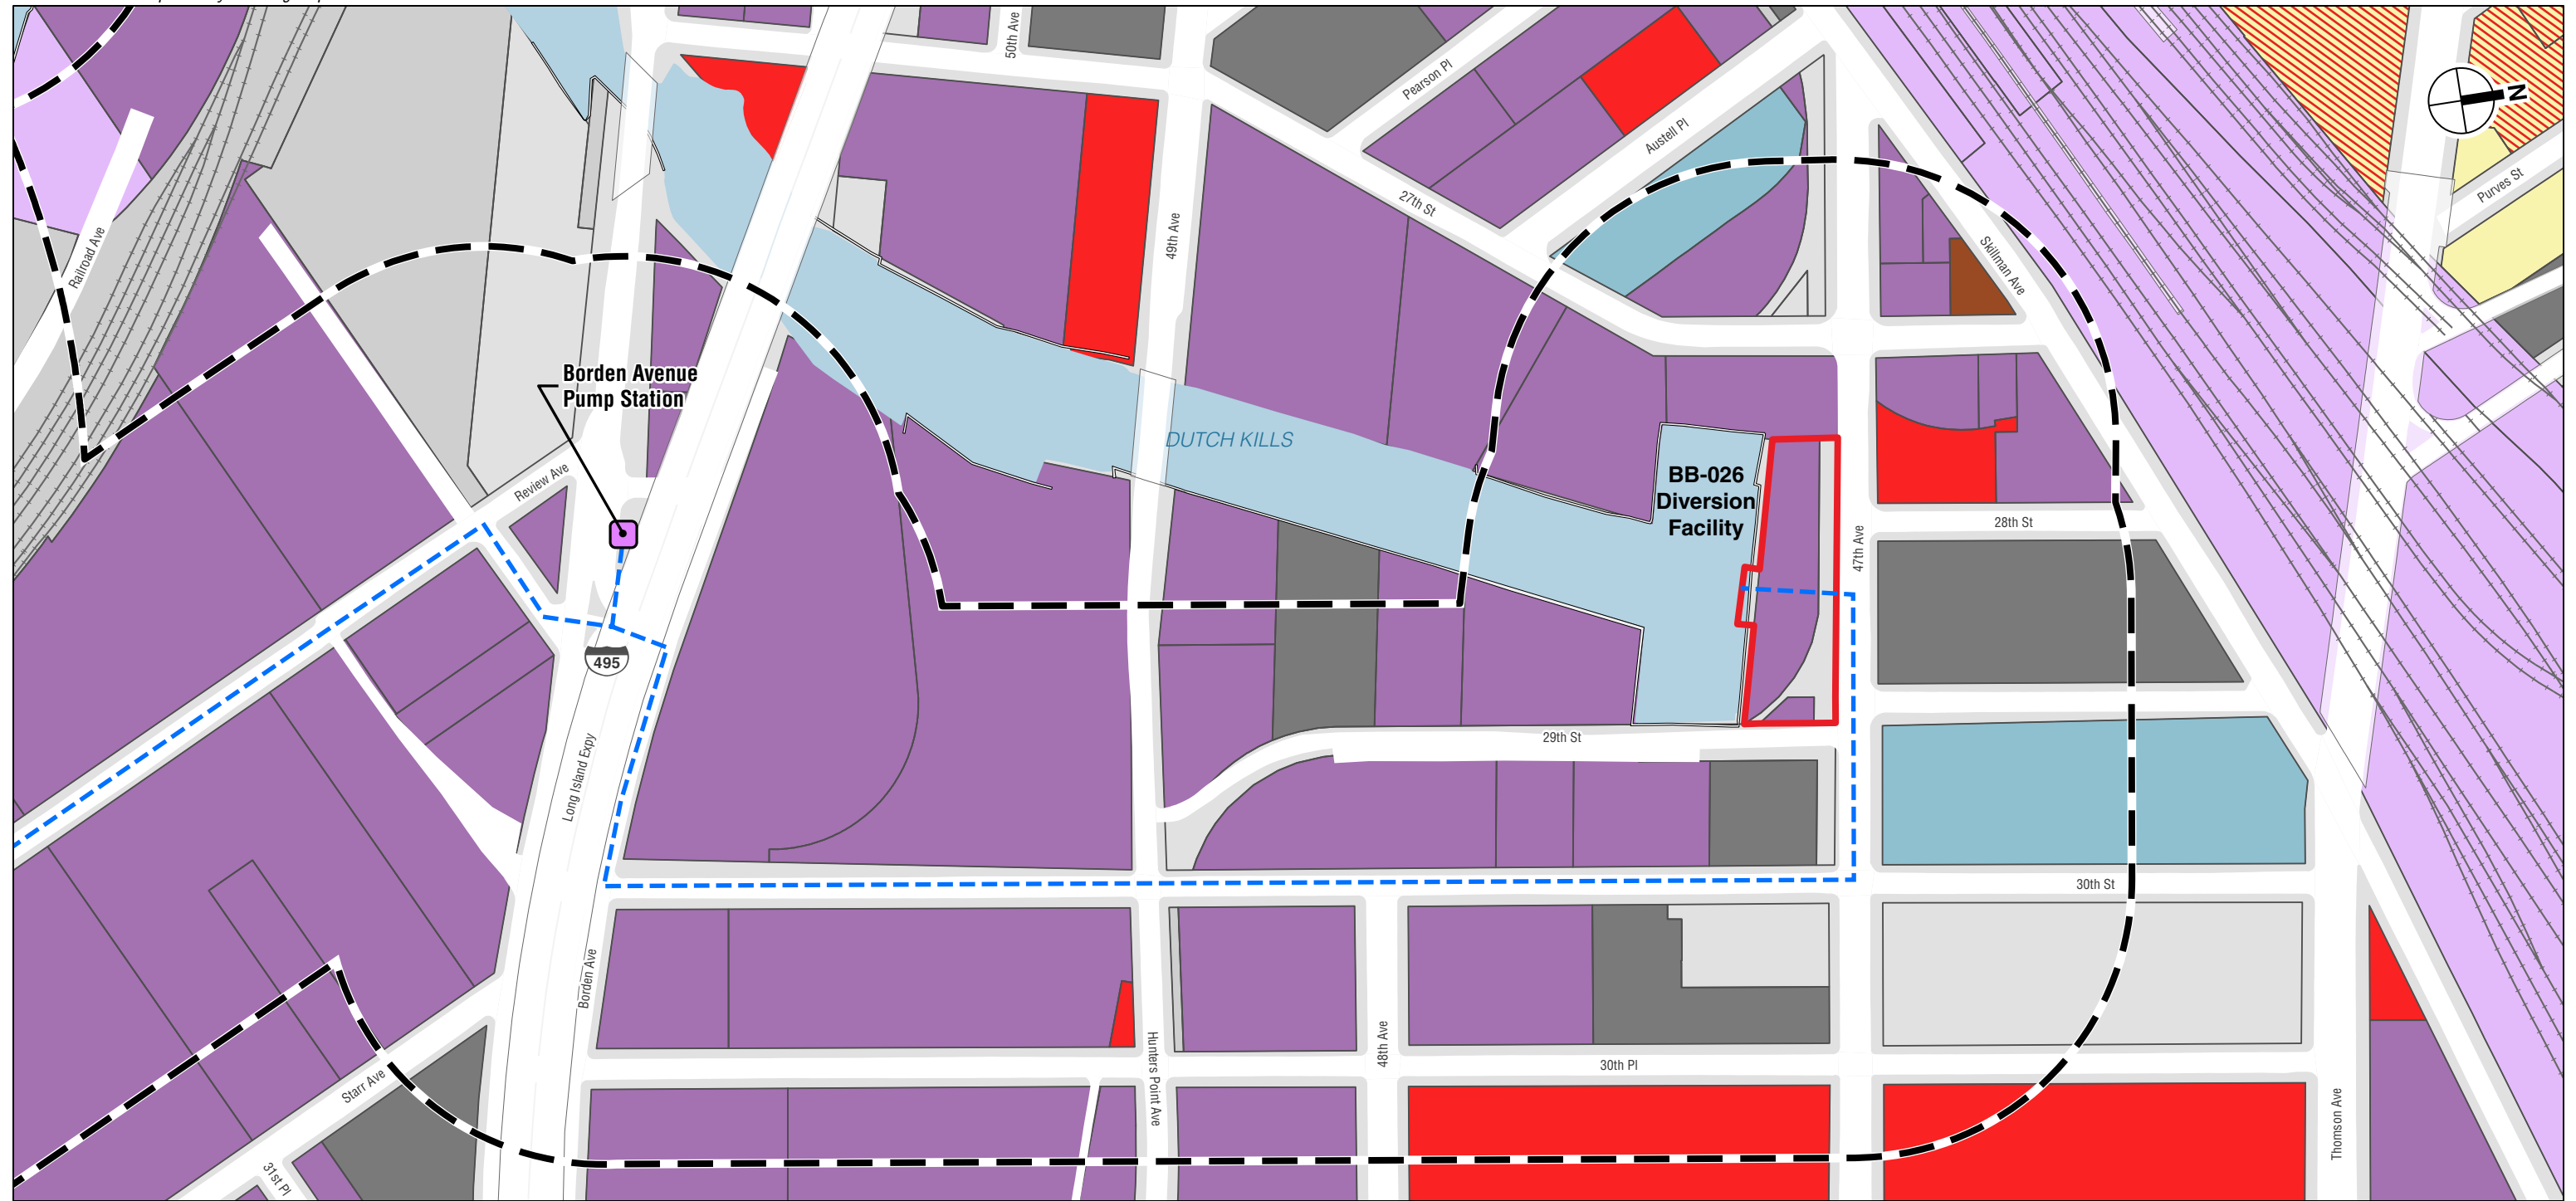 50th Ave
Pearson Pl
Austell Pl
N
Purves St
27th St
49th Ave
Railroad Ave
Skillman Ave
Borden Avenue
Pump Station
DUTCH KILLS
Review Ave
BB-026
Diversion
Facility
28th St
47th Ave
495
29th St
Long Island Expy
30th St
Borden Ave
Hunters Point Ave
48th Ave
30th Pl
Starr Ave
Thomson Ave
31st Pl